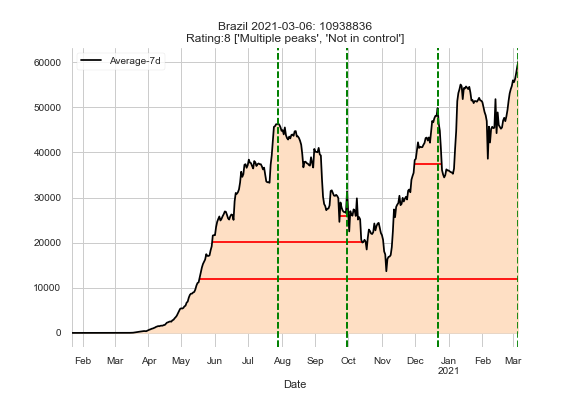 Brazil 2021-03-06: 10938836
Rating:8 ['Multiple peaks', 'Not in control']
Average-7d
60000
50000
40000
30000
20000
10000
0
Feb Mar Apr May Jun Jul Aug Sep Oct Nov Dec Jan Feb Mar
2021
Date